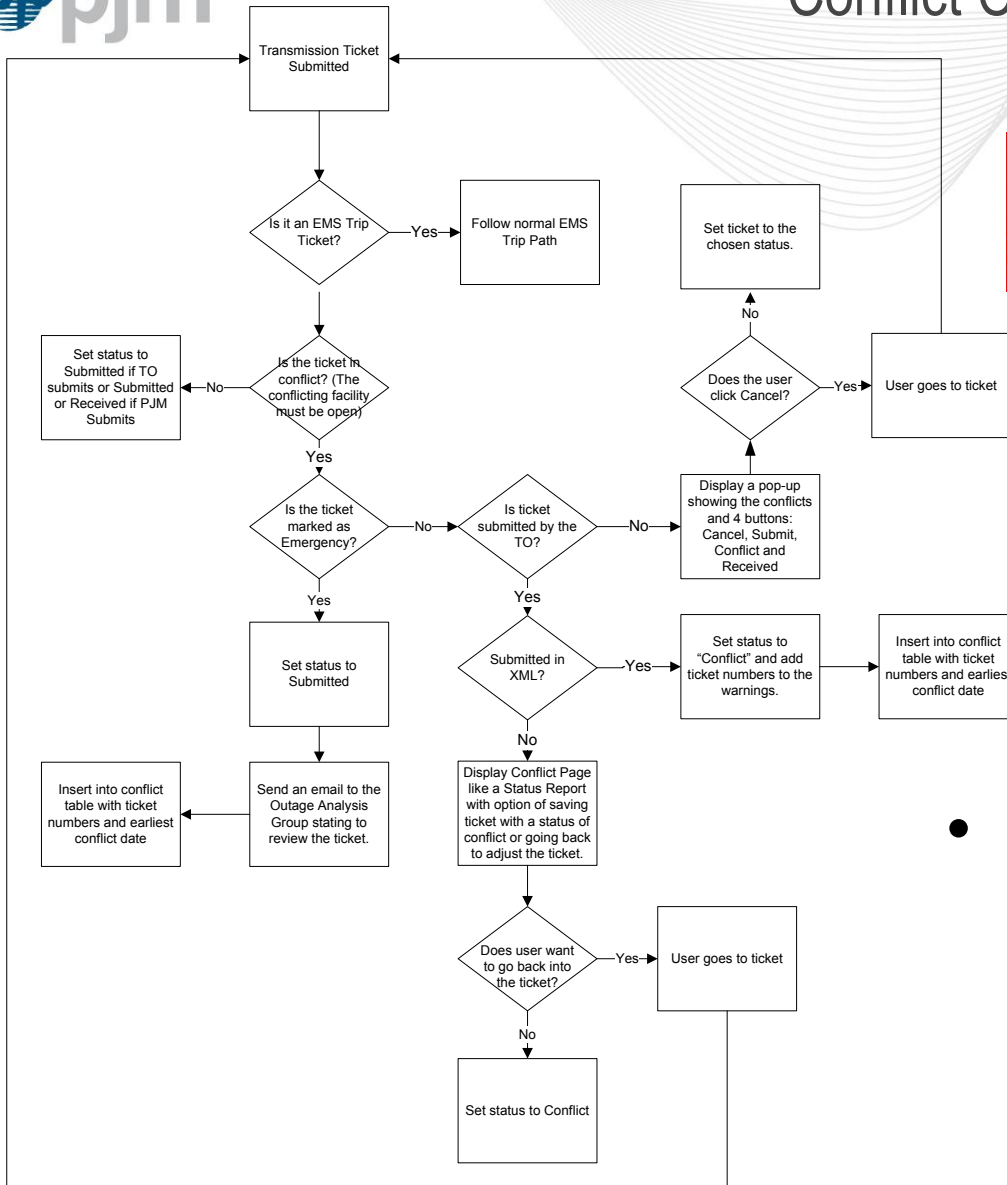 pjm
Conflict
Transmission Ticket
Submitted
Is it an EMS Trip
Ticket?
Yes
Follow normal EMS
Trip Path
Set ticket to the
chosen status.
No
Set status to
Submitted if TO
submits or Submitted
or Received if PJM
Submits
No
Is the ticket in
conflict? (The
conflicting facility
must be open)
Does the user
click Cancel?
Yes
User goes to ticket
Yes
Is the ticket
marked as
Emergency?
No
Is ticket
submitted by the
TO?
No
Display a pop-up
showing the conflicts
and 4 buttons:
Cancel, Submit,
Conflict and
Received
Yes
Yes
Set status to
Submitted
Submitted in
XML?
Yes
Set status to
“Conflict” and add
ticket numbers to the
warnings.
Insert into conflict
table with ticket
numbers and earlies
conflict date
No
Insert into conflict
table with ticket
numbers and earliest
conflict date
Send an email to the
Outage Analysis
Group stating to
review the ticket.
Display Conflict Page
like a Status Report
with option of saving
ticket with a status of
conflict or going back
to adjust the ticket.
Does user want
to go back into
the ticket?
Yes
User goes to ticket
No
Set status to Conflict